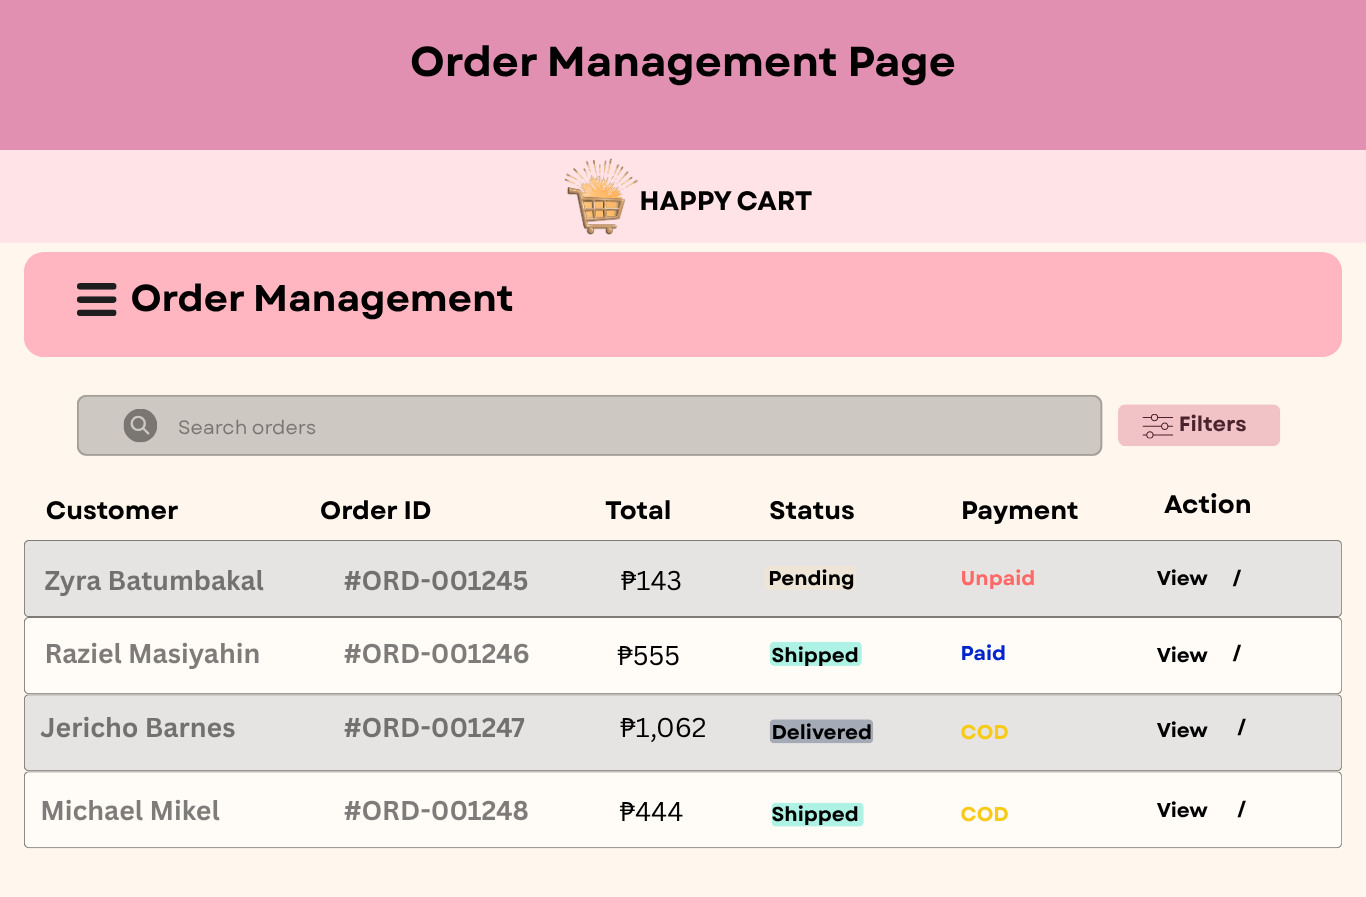 Order Management Page
HAPPY CART
Order Management
Search orders
Filters
Customer Order ID Total Status Payment Action
Zyra Batumbakal #ORD-001245 ₱143 Pending Unpaid View /
Raziel Masiyahin #ORD-001246 ₱555 Shipped Paid View /
Jericho Barnes #ORD-001247 ₱1,062 Delivered COD View /
Michael Mikel #ORD-001248 ₱444 Shipped COD View /